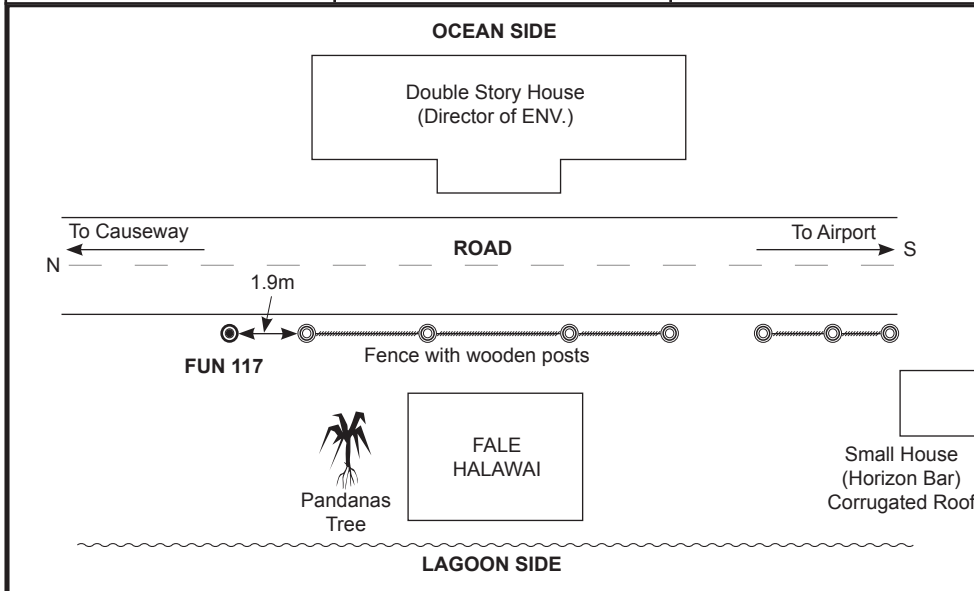 OCEAN SIDE
Double Story House
(Director of ENV.)
To Causeway
ROAD
To Airport
N
S
1.9m
FUN 117
Fence with wooden posts
FALE
HALAWAI
Pandanas
Tree
Small House
(Horizon Bar)
Corrugated Roof
LAGOON SIDE